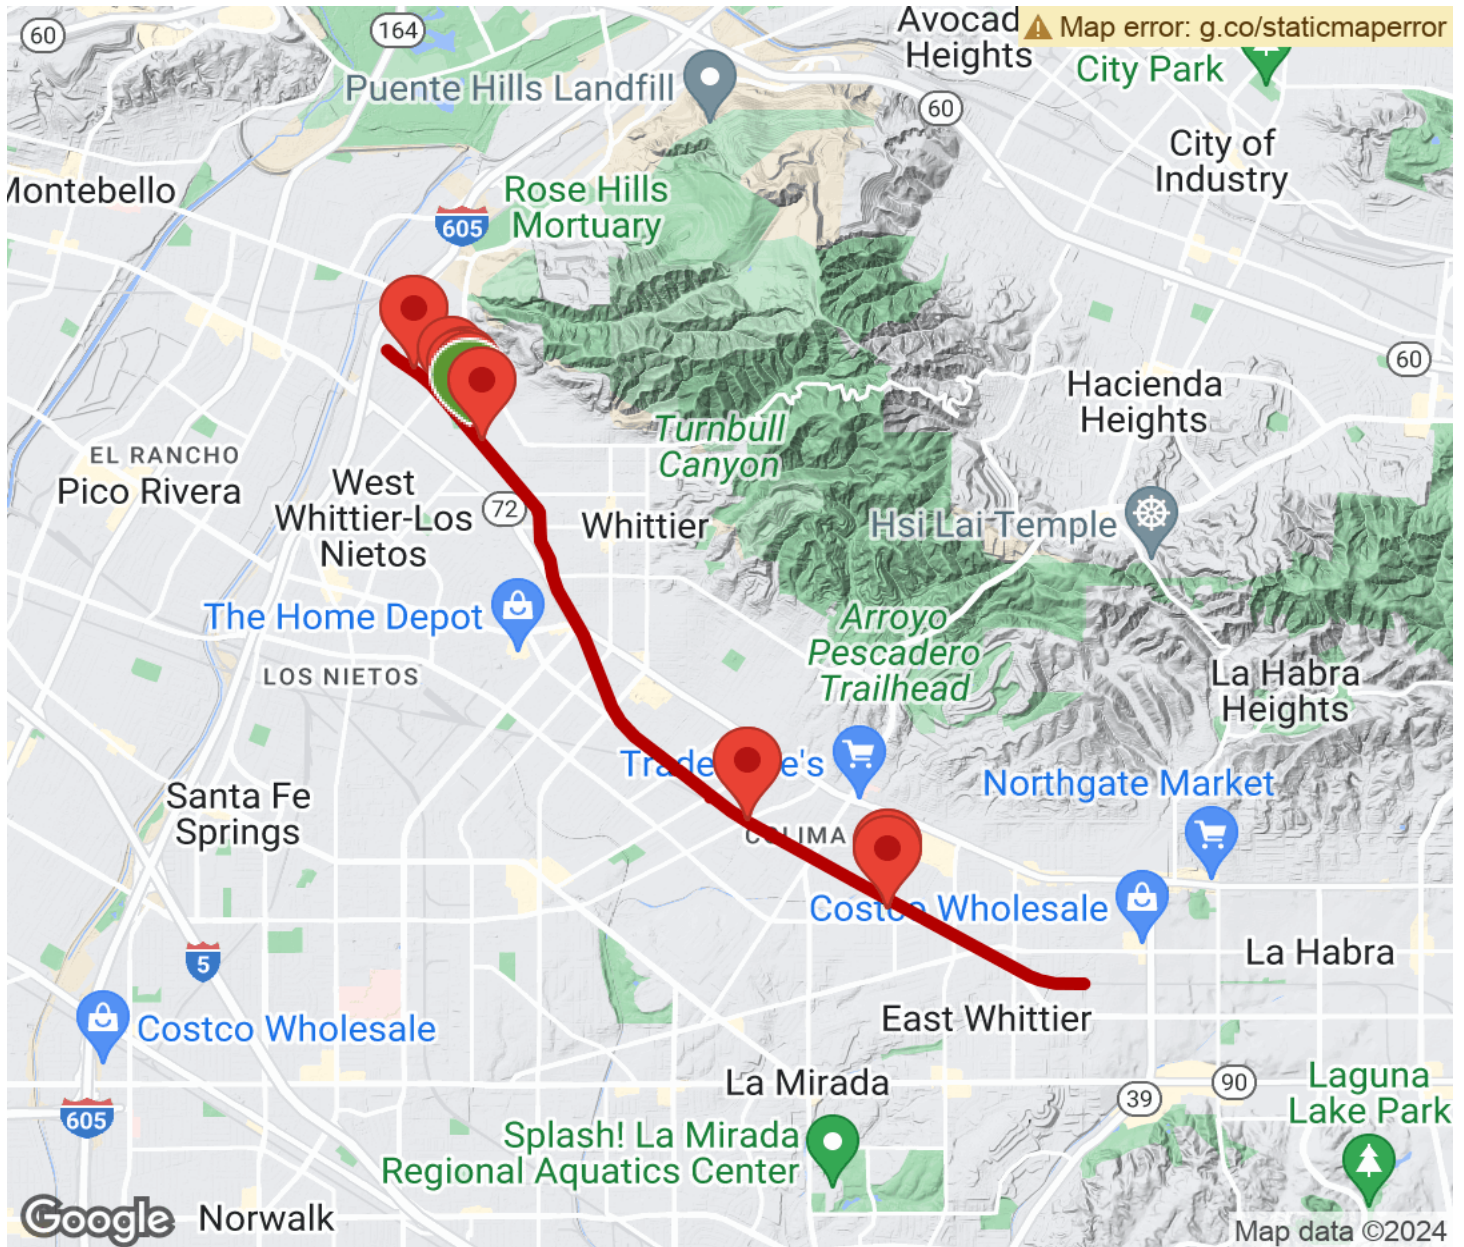 60
164
Avocad
Heights
Map error: g.co/staticmaperror
City Park
Puente Hills Landfill
60
City of
Industry
Montebello
Rose Hills
Mortuary
605
60
Hacienda
Heights
Turnbull
Canyon
EL RANCHO
Pico Rivera
West
Whittier-Los
Nietos
72
Whittier
Hsi Lai Temple
The Home Depot
Arroyo
Pescadero
Trailhead
LOS NIETOS
La Habra
Heights
Trade
e's
Northgate Market
Santa Fe
Springs
COLIMA
Costco Wholesale
La Habra
5
East Whittier
Costco Wholesale
La Mirada
90
39
Laguna
Lake Park
605
Splash! La Mirada
Regional Aquatics Center
Google
Norwalk
Map data ©2024